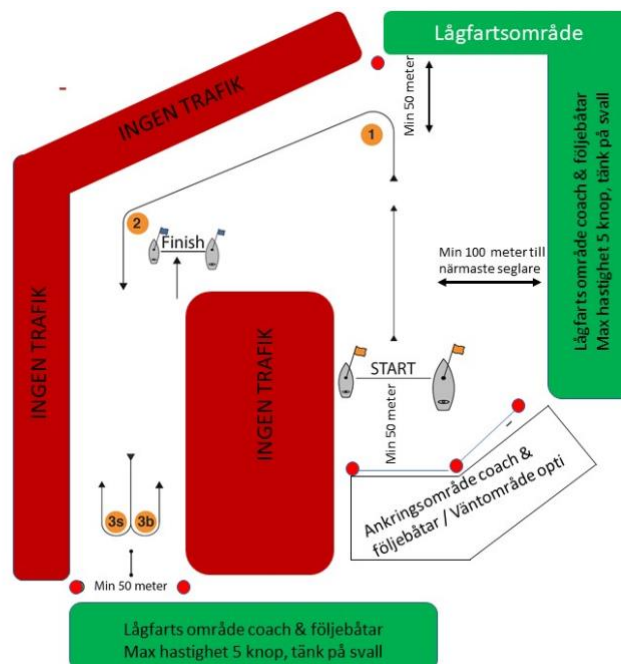 Lågfartsområde
INGEN TRAFIK
Min 50 meter
1
2
Finish
Min 100 meter till
närmaste seglare
Lågfarts område coach & följebåtar
Max hastighet 5 knop, tänk på svall
INGEN TRAFIK
INGEN TRAFIK
START
Min 50 meter
Ankringsområde coach &
följebåtar / Väntområde opti
3s 3b
Min 50 meter
Lågfarts område coach & följebåtar
Max hastighet 5 knop, tänk på svall